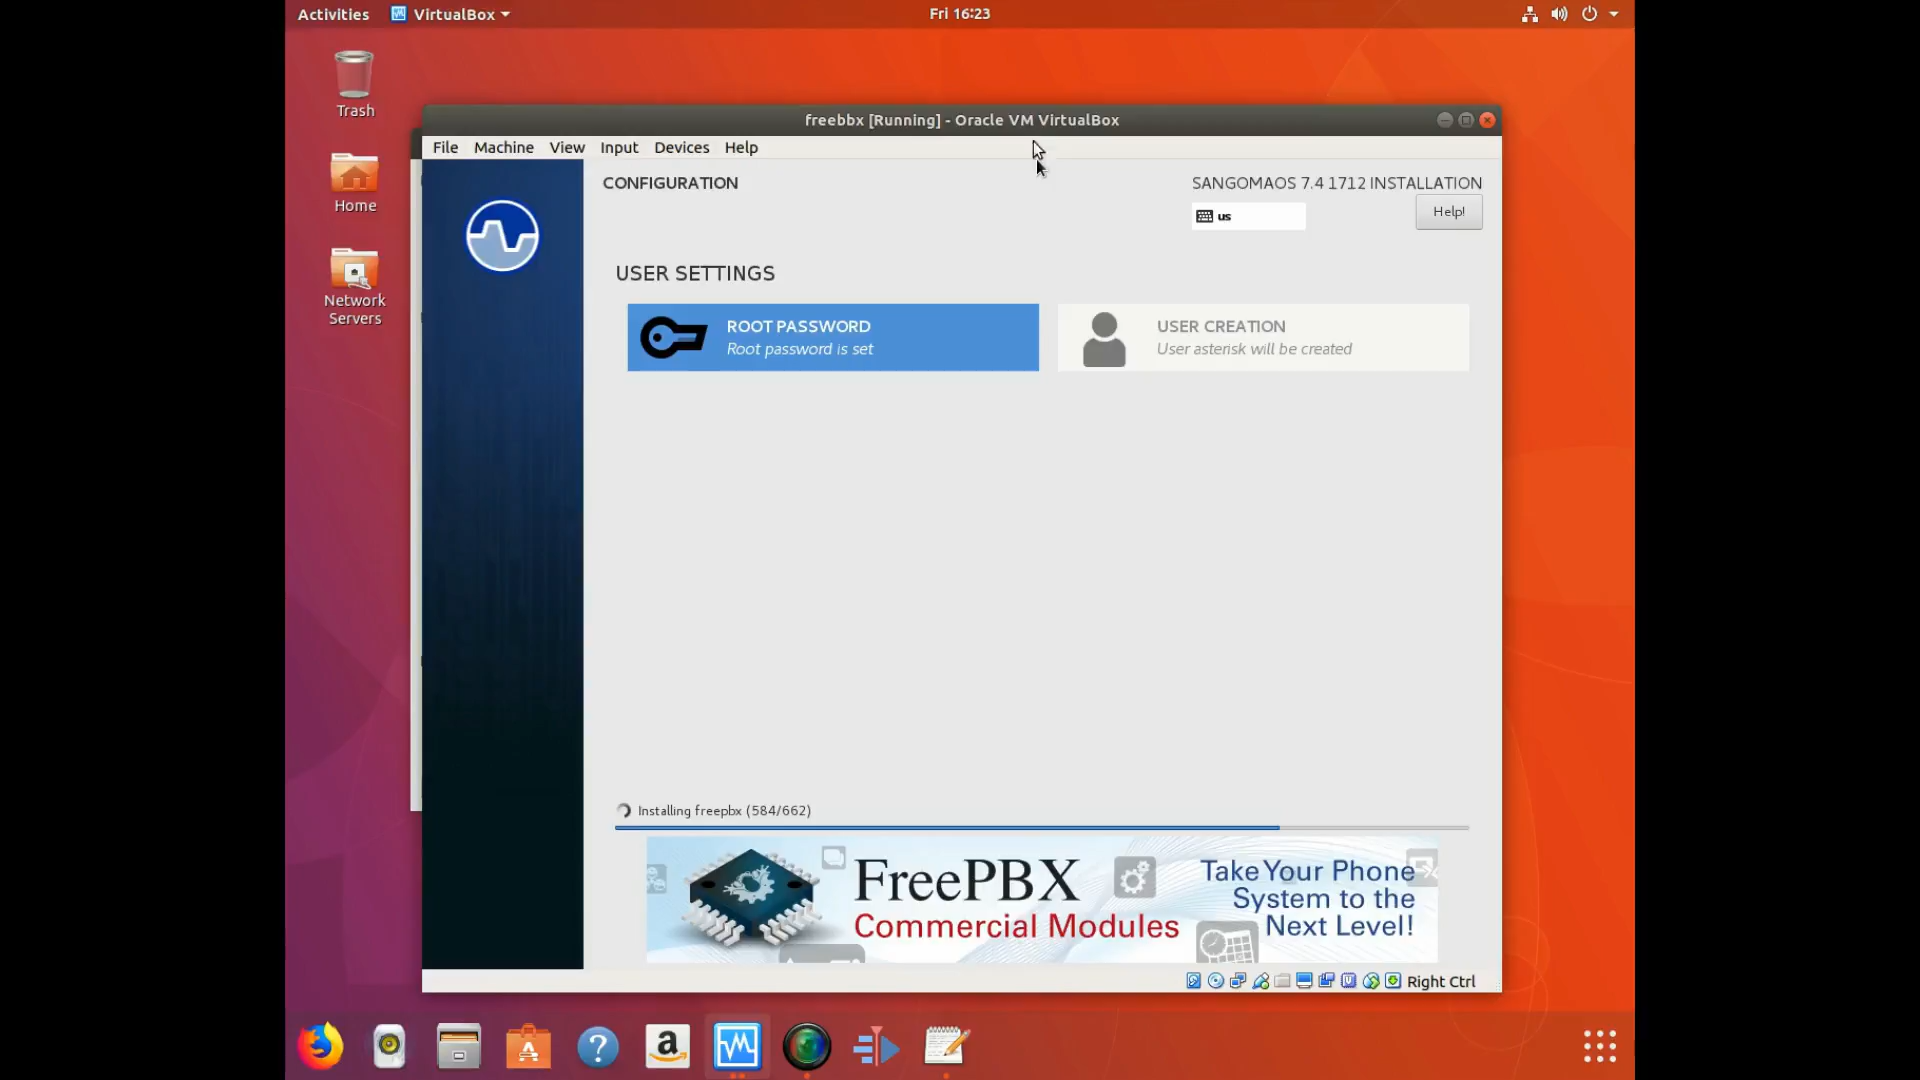 Activities
VirtualBox
Fri 16:23
Trash
Home
Network
Servers
freebbx [Running] - Oracle VM VirtualBox
File Machine View Input Devices Help
CONFIGURATION
SANGOMAOS 7.4 1712 INSTALLATION
us
Help!
USER SETTINGS
ROOT PASSWORD
Root password is set
USER CREATION
User asterisk will be created
Installing freepbx (584/662)
FreePBX
Commercial Modules
Take Your Phone
System to the
Next Level!
Right Ctrl